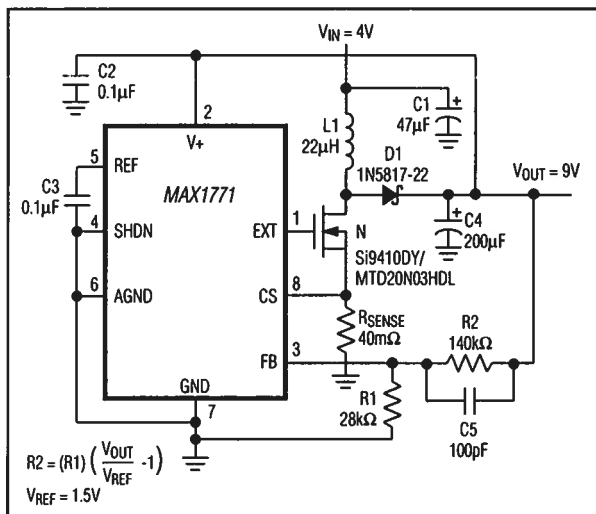 VIN = 4V
C2
0.1µF
2
V+
L1
22µH
C1
47µF
+
D1
1N5817-22
VOUT = 9V
5
REF
MAX1771
C3
0.1µF
4
SHDN
EXT
1
N
+
C4
200µF
Si9410DY/
MTD20N03HDL
6
AGND
CS
8
RSENSE
40mΩ
R2
140kΩ
FB
3
GND
7
R1
28kΩ
C5
100pF
R2 = (R1) ( VOUT / VREF -1 )
VREF = 1.5V